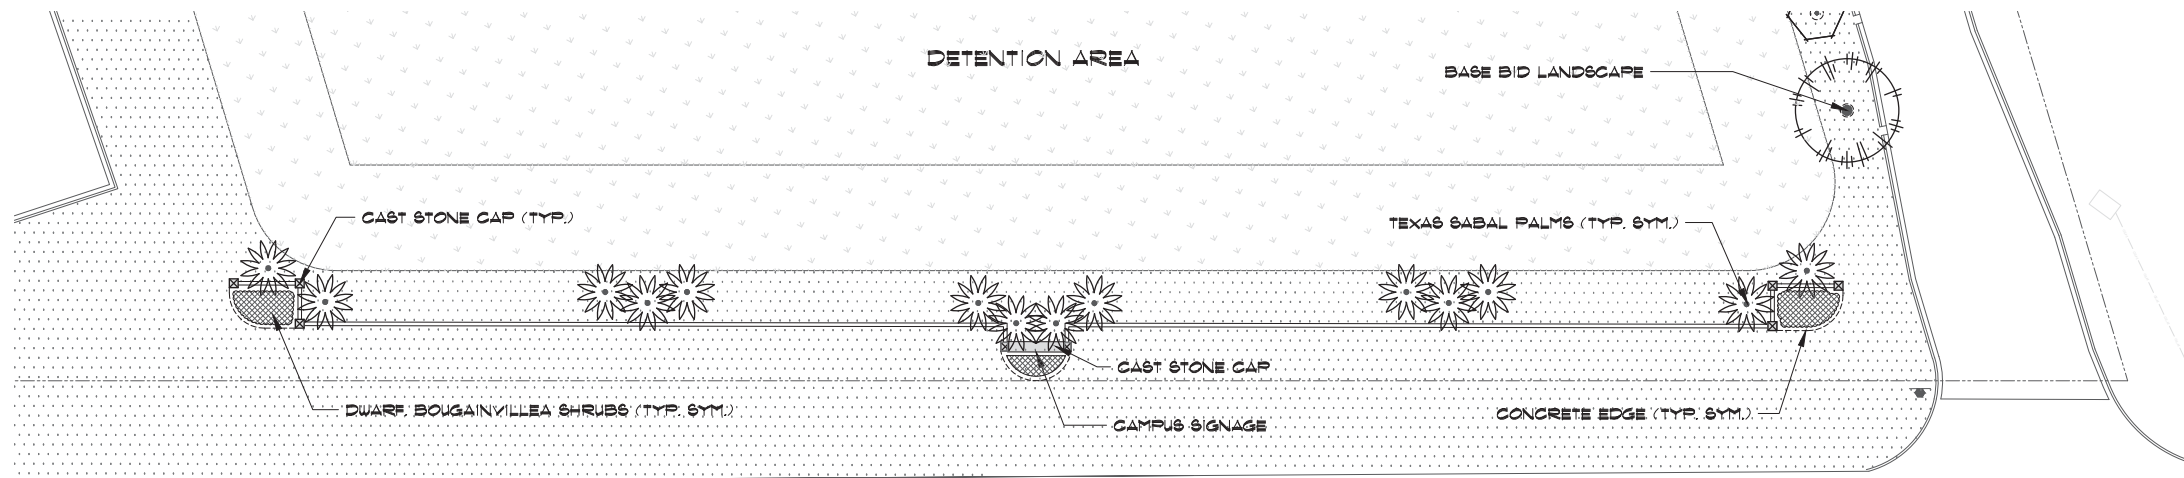 DETENTION AREA
BASE BID LANDSCAPE
CAST STONE CAP (TYP.)
TEXAS SABAL PALMS (TYP. SYM.)
CAST STONE CAP
DWARF BOUGAINVILLEA SHRUBS (TYP. SYM.)
CONCRETE EDGE (TYP. SYM.)
CAMPUS SIGNAGE